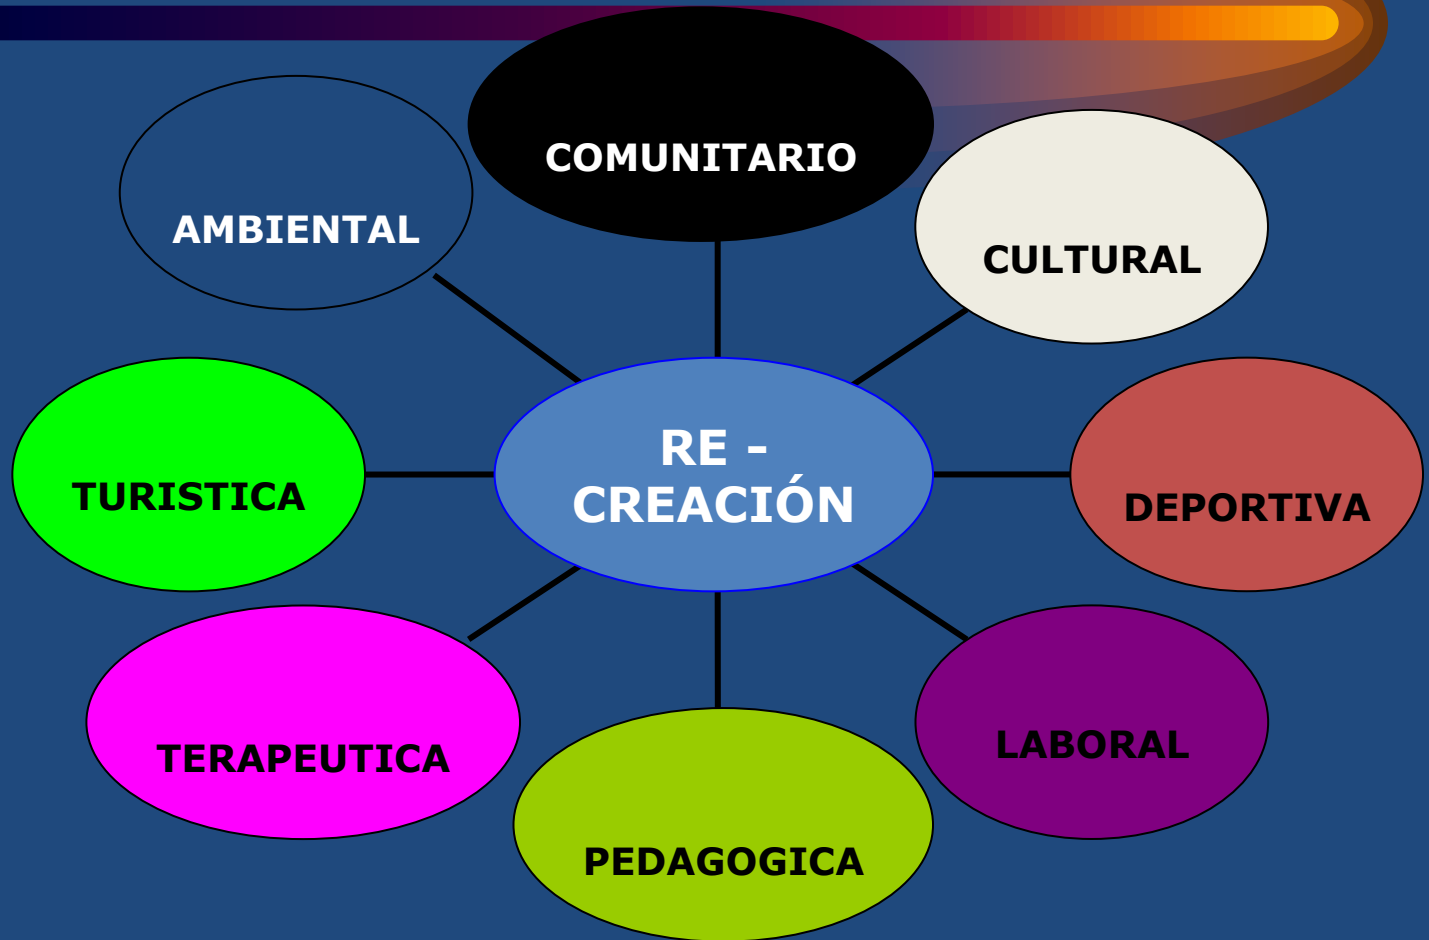 COMUNITARIO
AMBIENTAL
CULTURAL
RE -
CREACIÓN
TURISTICA
DEPORTIVA
TERAPEUTICA
LABORAL
PEDAGOGICA